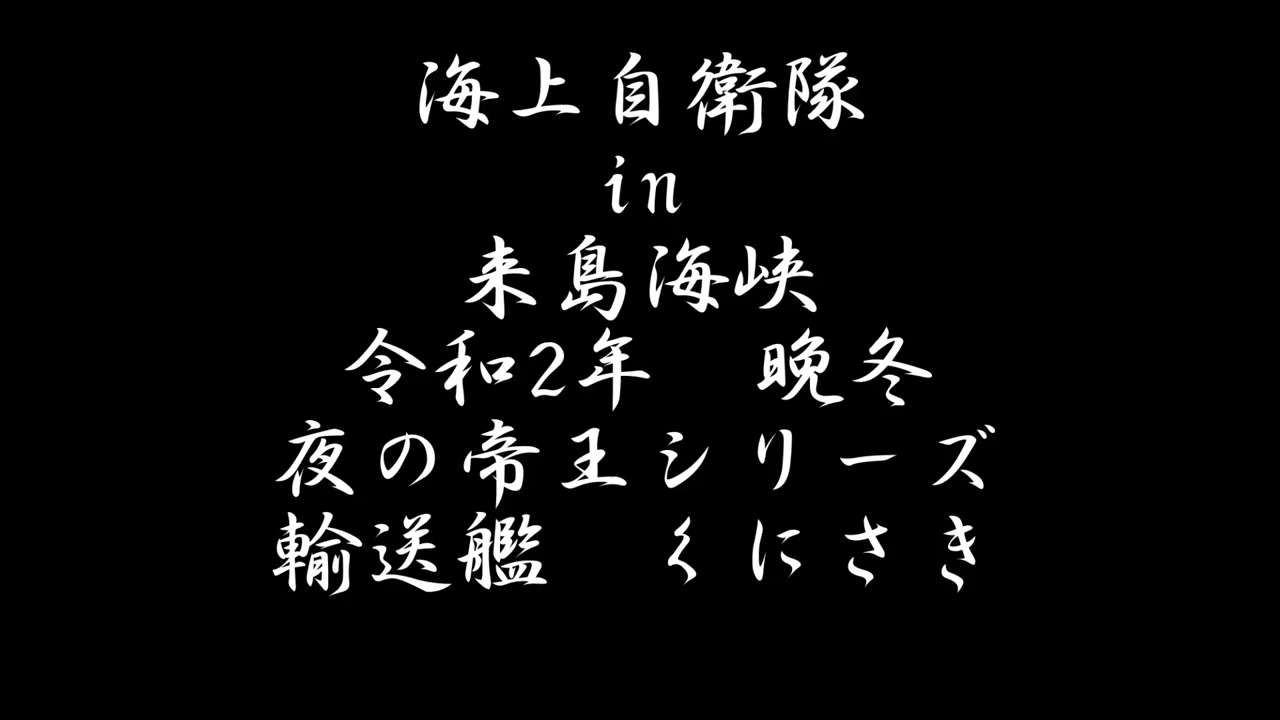 海上自衛隊
in
来島海峡
令和2年　晩冬
夜の帝王シリーズ
輸送艦　くにさき